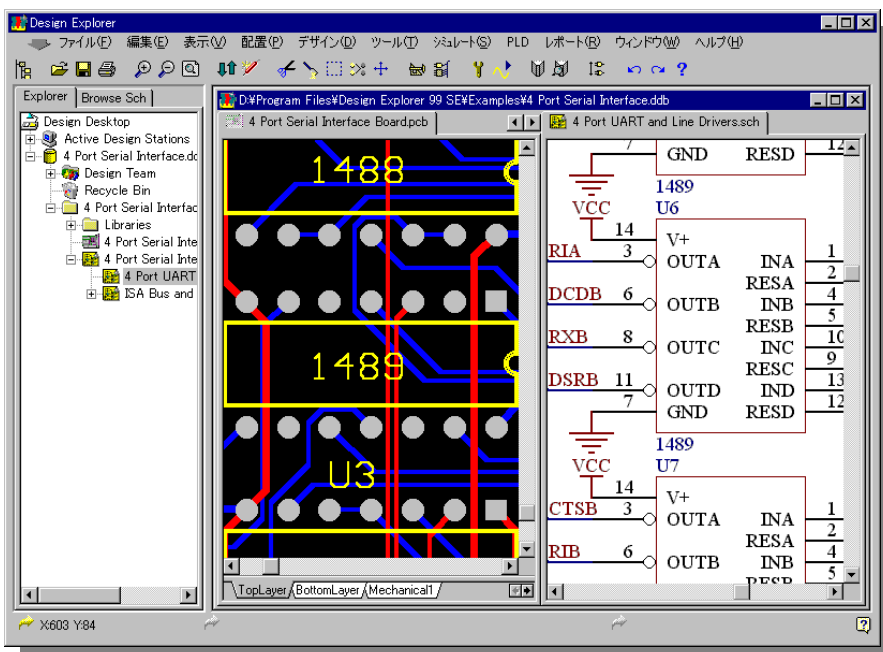 Design Explorer
ファイル(F) 編集(E) 表示(V) 配置(P) デザイン(D) ツール(T) シミュレート(S) PLD レポート(R) ウィンドウ(W) ヘルプ(H)
Explorer Browse Sch
Design Desktop
Active Design Stations
4 Port Serial Interface.dc
Design Team
Recycle Bin
4 Port Serial Interfac
Libraries
4 Port Serial Inte
4 Port Serial Inte
4 Port UART
ISA Bus and
D:¥Program Files¥Design Explorer 99 SE¥Examples¥4 Port Serial Interface.ddb
4 Port Serial Interface Board.pcb
1488
1489
U3
TopLayer BottomLayer Mechanical1
4 Port UART and Line Drivers.sch
7 GND RESD 12
1489
VCC U6
14 V+
RIA 3 OUTA INA 1
RESA 2
DCDB 6 OUTB INB 4
RESB 5
RXB 8 OUTC INC 10
RESC 9
DSRB 11 OUTD IND 13
7 GND RESD 12
1489
VCC U7
14 V+
CTSB 3 OUTA INA 1
RESA 2
RIB 6 OUTB INB 4
RESB 5
X:603 Y:84